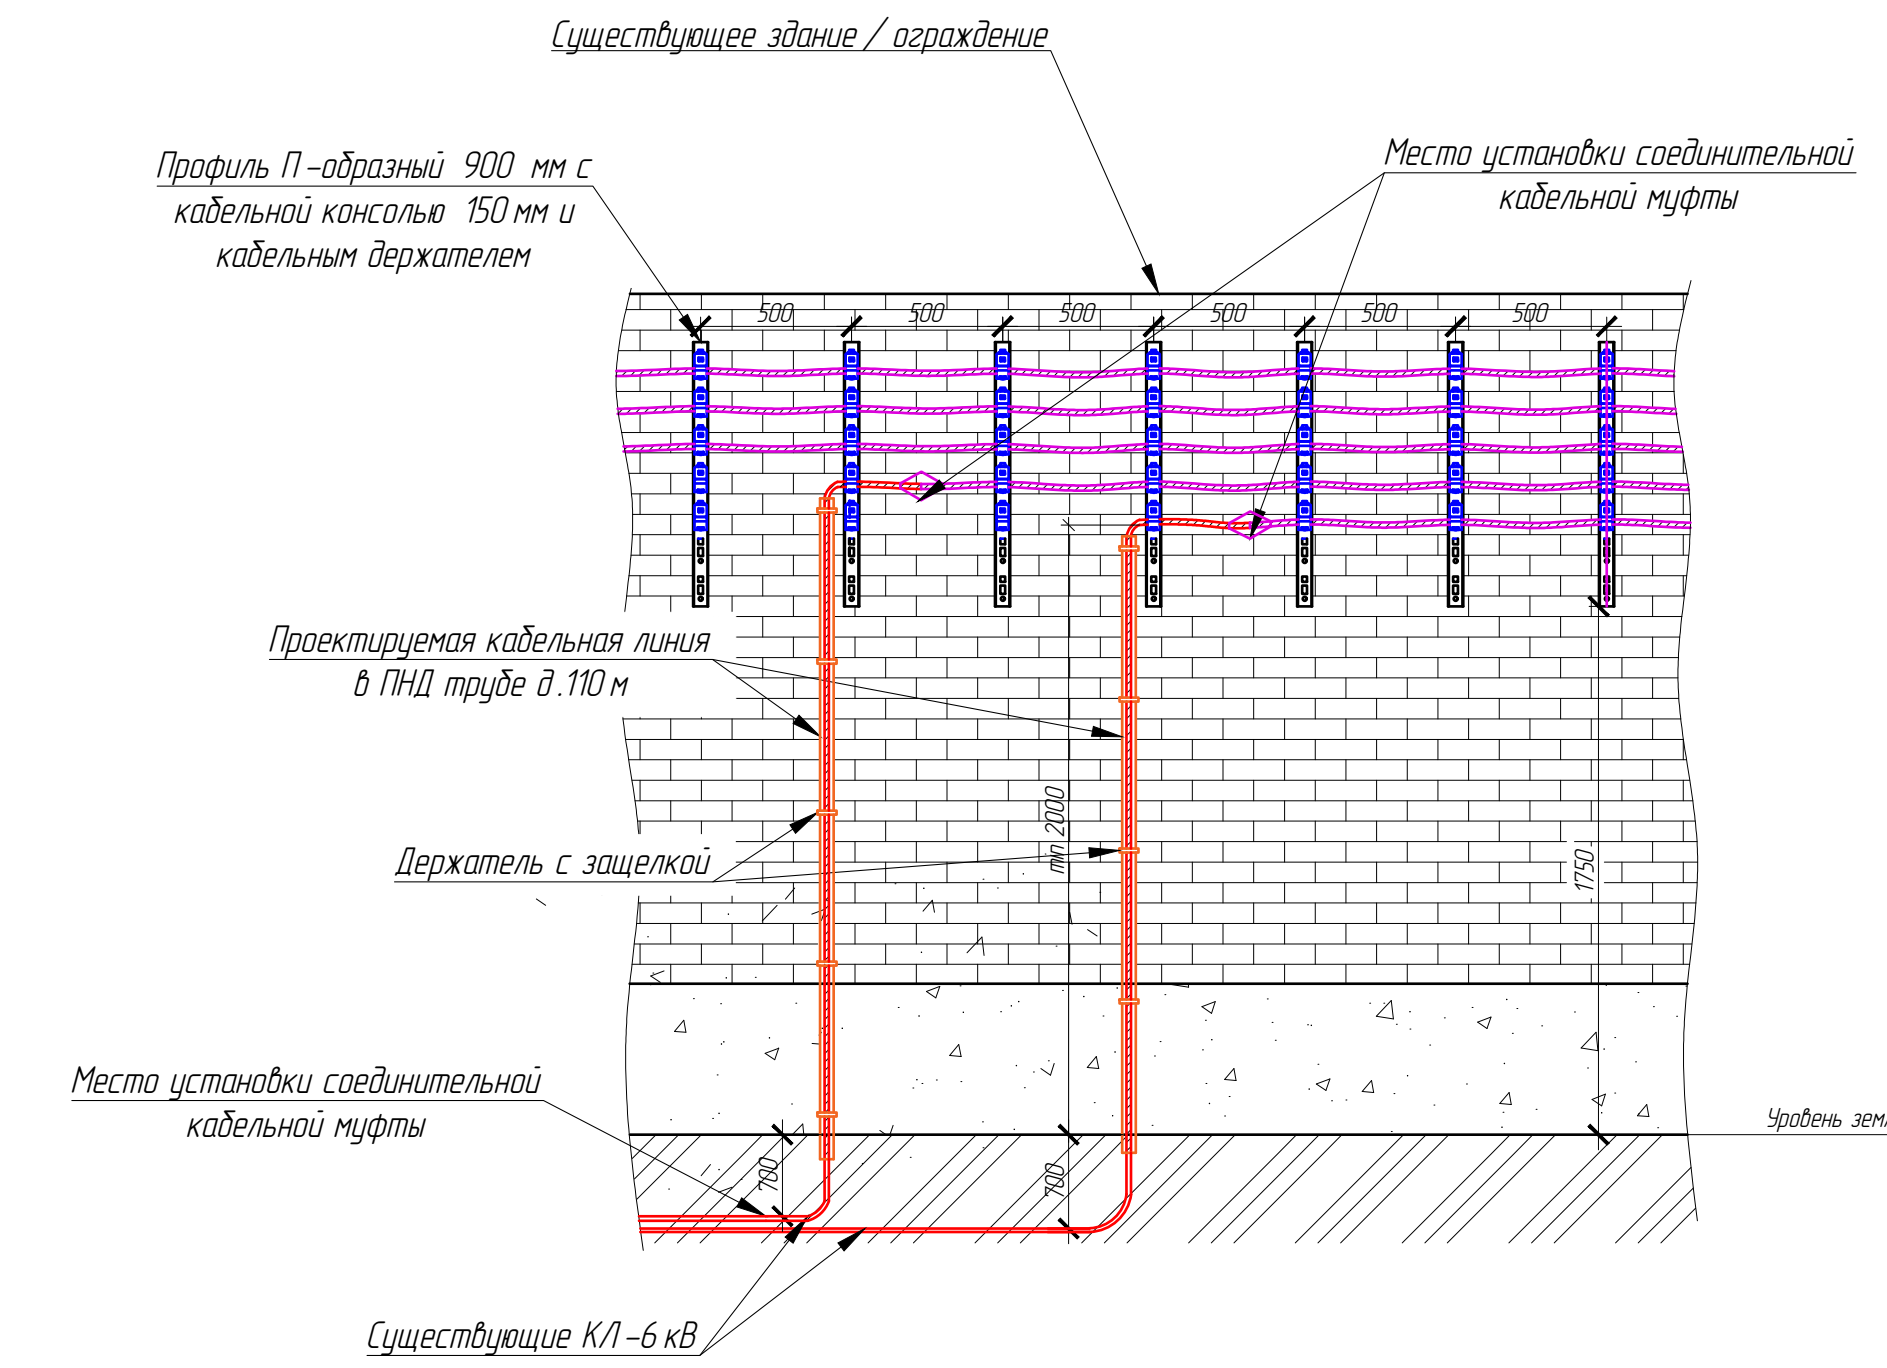 Существующее здание / ограждение
Профиль П-образный 900 мм с
кабельной консолью 150 мм и
кабельным держателем
Место установки соединительной
кабельной муфты
500 500 500 500 500 500
Проектируемая кабельная линия
в ПНД трубе д.110 м
min 2000
1750
Держатель с защелкой
Место установки соединительной
кабельной муфты
Уровень
700 700
Существующие КЛ-6 кВ